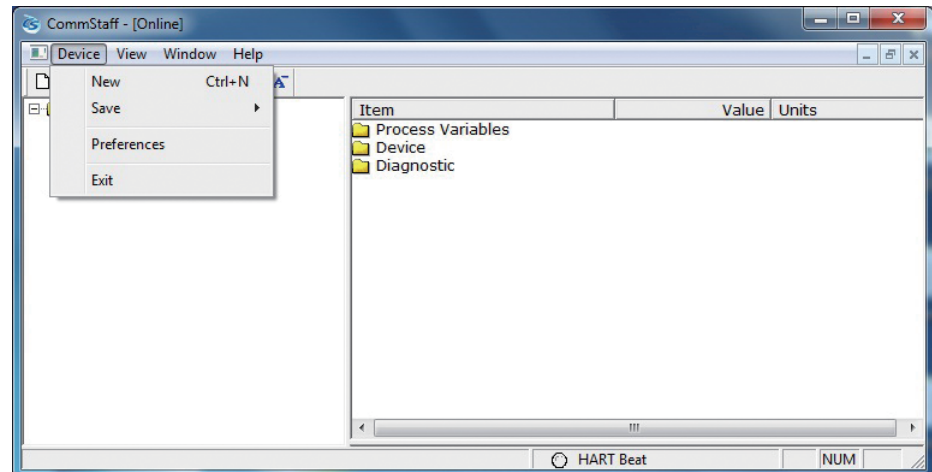 CommStaff - [Online]
Device View Window Help
New Ctrl+N
Save
Preferences
Exit
Item Value Units
Process Variables
Device
Diagnostic
HART Beat NUM